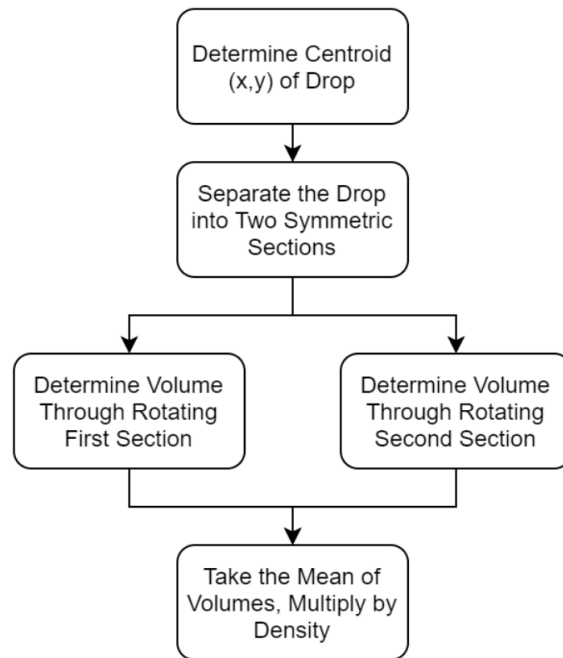 Determine Centroid
(x,y) of Drop
Separate the Drop
into Two Symmetric
Sections
Determine Volume
Through Rotating
First Section
Determine Volume
Through Rotating
Second Section
Take the Mean of
Volumes, Multiply by
Density